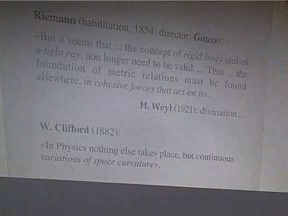 Riemann (habilitation, 1854; director; Gauss):
«But it seems that ... the concept of rigid body and of
a light ray, non longer need to be valid. ... Thus ... the
foundation of metric relations must be found
elsewhere, in cohesive forces that act on it».
H. Weyl (1921): divination ...
W. Clifford (1882):
«In Physics nothing else takes place, but continuous
variations of space curvature».